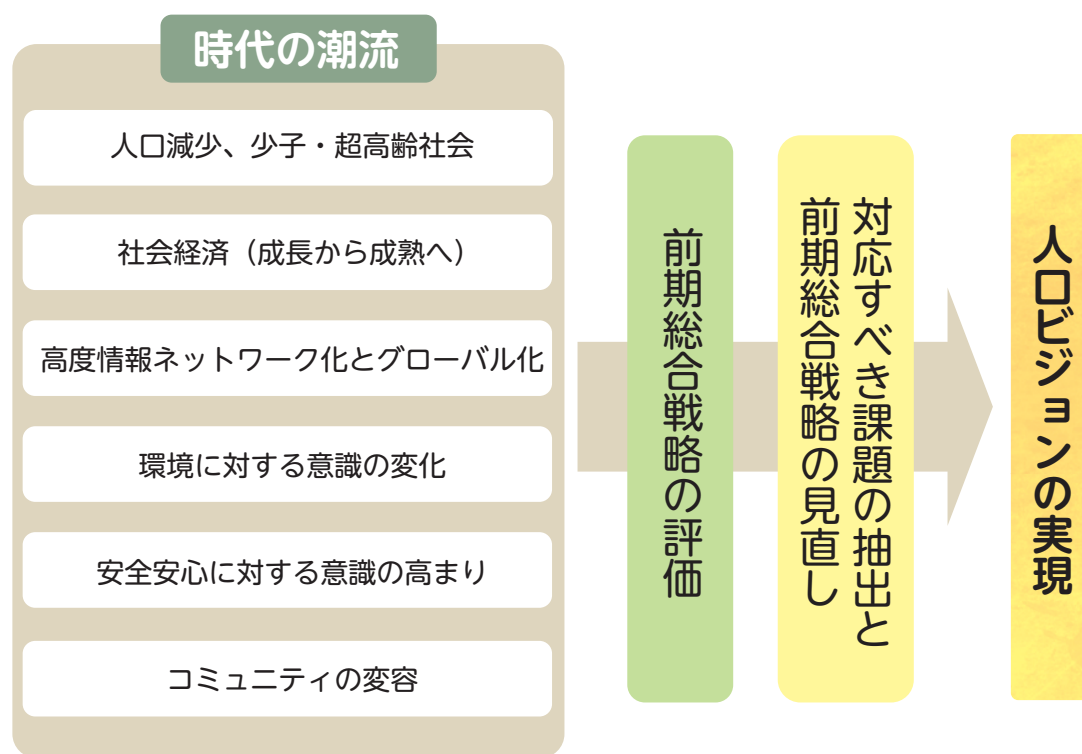 時代の潮流
人口減少、少子・超高齢社会
社会経済（成長から成熟へ）
高度情報ネットワーク化とグローバル化
環境に対する意識の変化
安全安心に対する意識の高まり
コミュニティの変容
前期総合戦略の評価
対応すべき課題の抽出と
前期総合戦略の見直し
人口ビジョンの実現